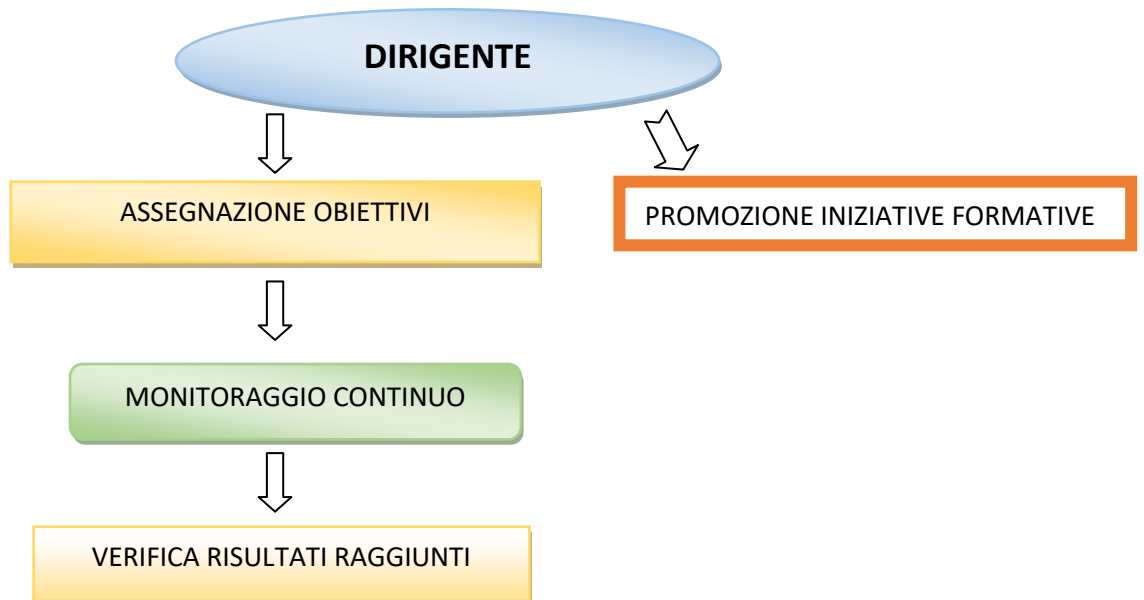 DIRIGENTE
ASSEGNAZIONE OBIETTIVI
PROMOZIONE INIZIATIVE FORMATIVE
MONITORAGGIO CONTINUO
VERIFICA RISULTATI RAGGIUNTI